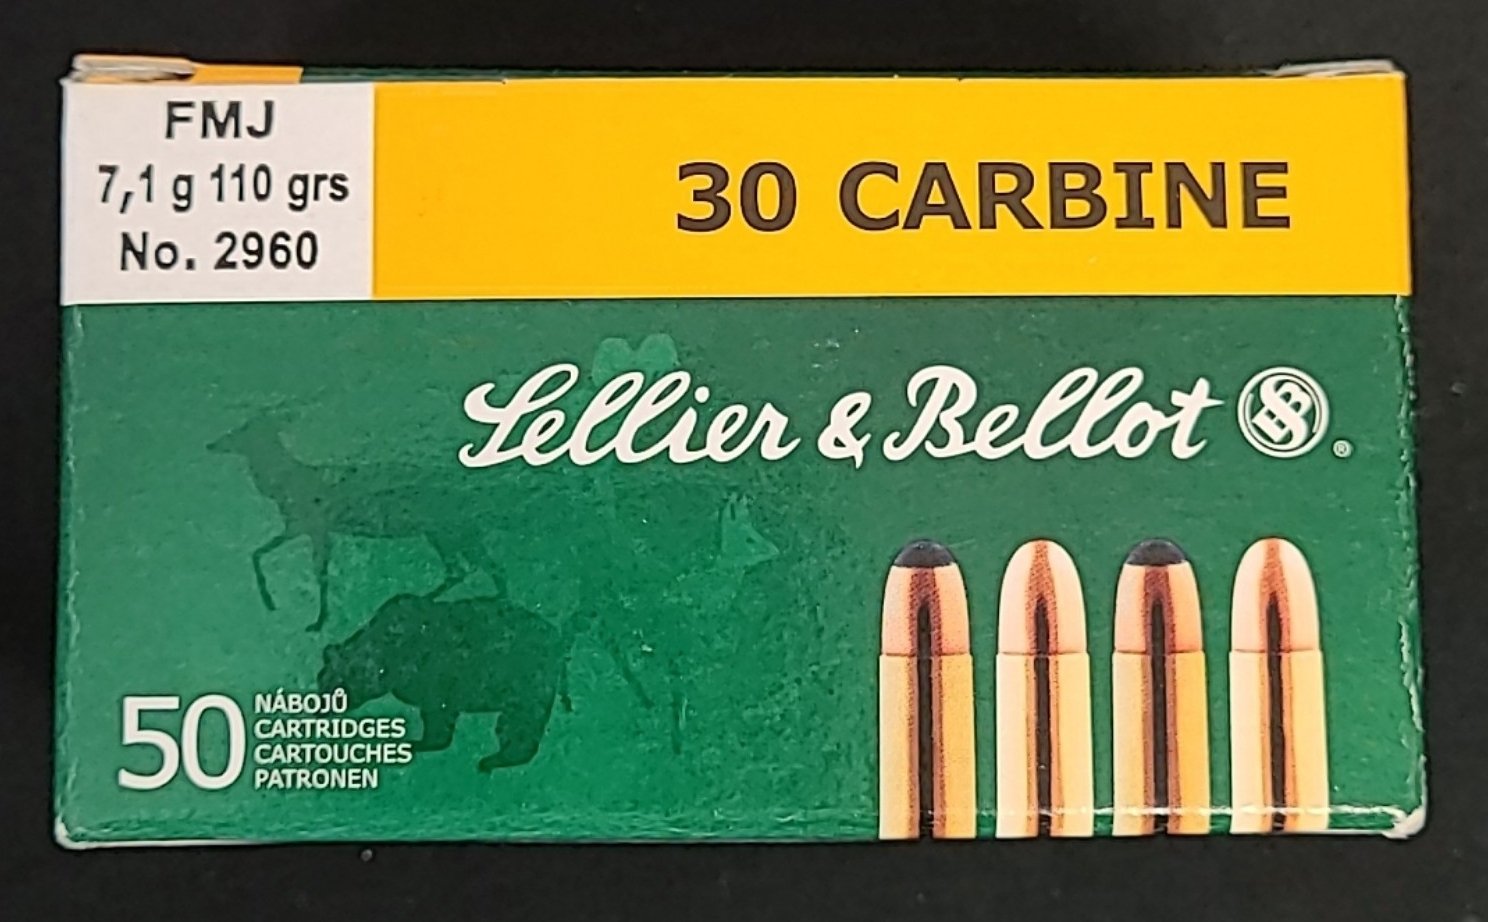 FMJ
7,1 g 110 grs
No. 2960
30 CARBINE
Sellier & Bellot S&B ®
50
NÁBOJŮ
CARTRIDGES
CARTOUCHES
PATRONEN